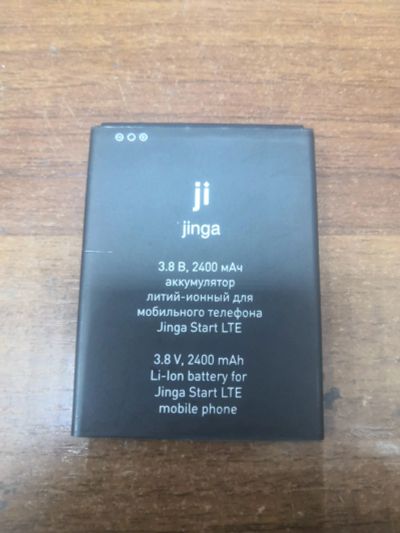 ji
jinga
3.8 В, 2400 мАч
аккумулятор
литий-ионный для
мобильного телефона
Jinga Start LTE
3.8 V, 2400 mAh
Li-Ion battery for
Jinga Start LTE
mobile phone